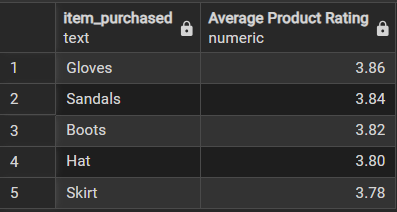 item_purchased Average Product Rating
text numeric
1 Gloves 3.86
2 Sandals 3.84
3 Boots 3.82
4 Hat 3.80
5 Skirt 3.78